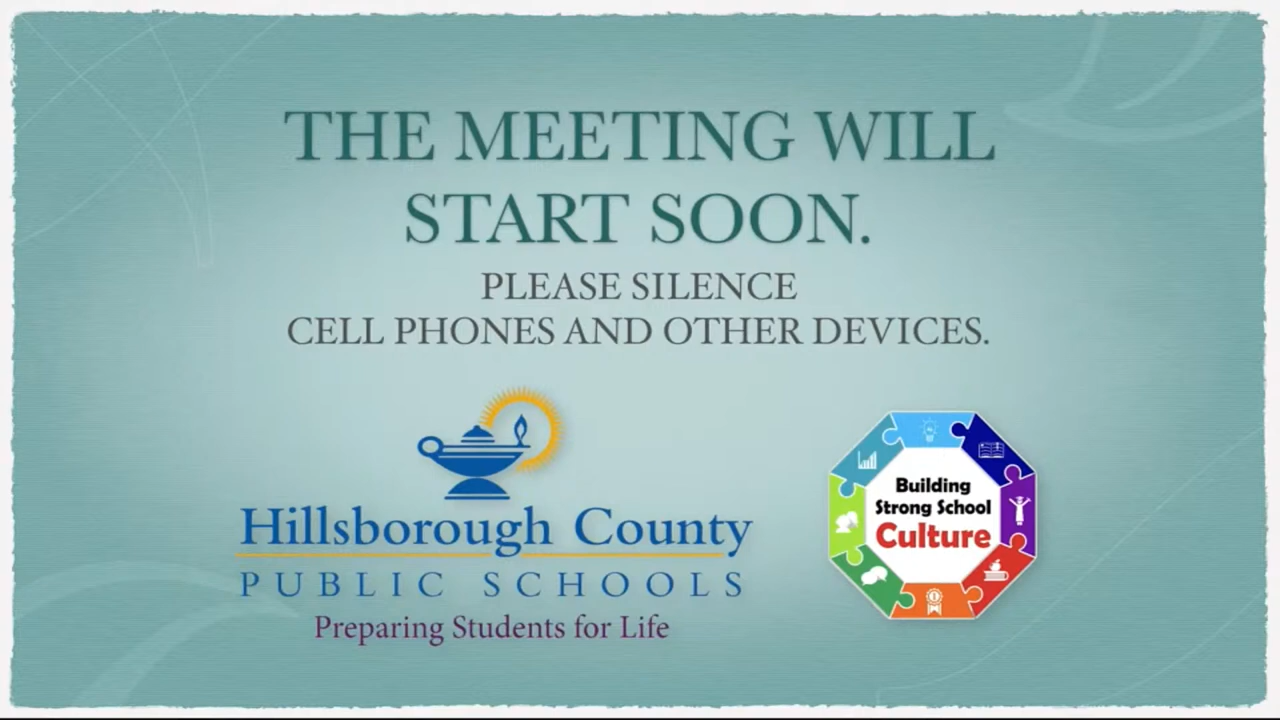 THE MEETING WILL
START SOON.
PLEASE SILENCE
CELL PHONES AND OTHER DEVICES.
Hillsborough County
PUBLIC SCHOOLS
Preparing Students for Life
Building
Strong School
Culture